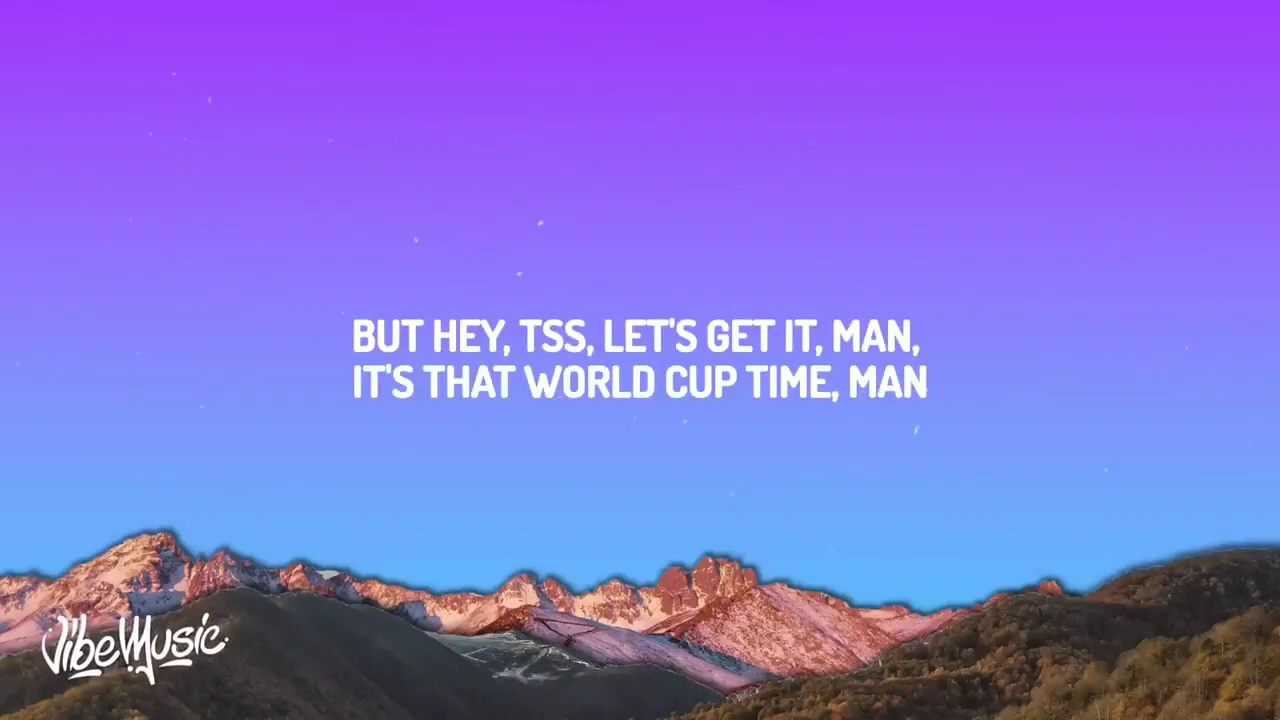 BUT HEY, TSS, LET'S GET IT, MAN,
IT'S THAT WORLD CUP TIME, MAN
VibeMusic